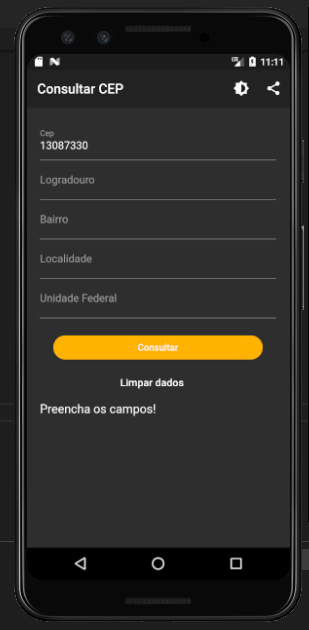 11:11
Consultar CEP
Cep
13087330
Logradouro
Bairro
Localidade
Unidade Federal
Consultar
Limpar dados
Preencha os campos!